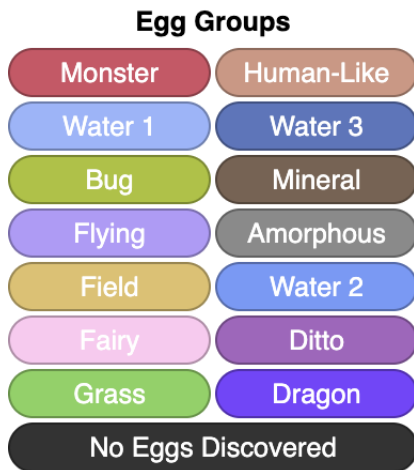 Egg Groups
Monster Human-Like
Water 1 Water 3
Bug Mineral
Flying Amorphous
Field Water 2
Fairy Ditto
Grass Dragon
No Eggs Discovered